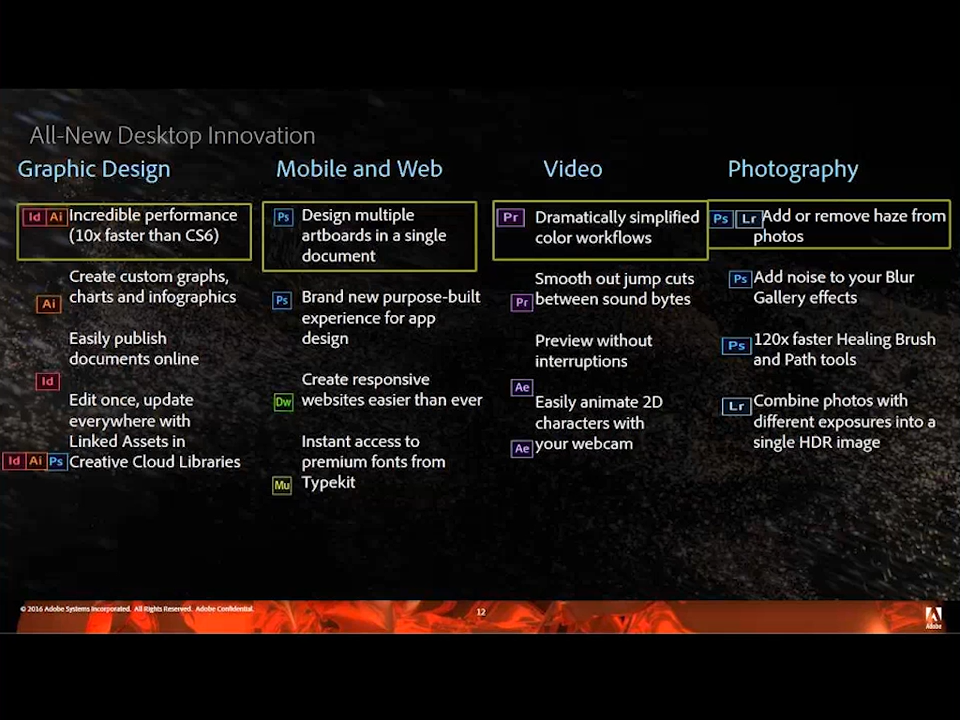 All-New Desktop Innovation
Graphic Design
Id Ai Incredible performance
(10x faster than CS6)
Create custom graphs,
Ai charts and infographics
Easily publish
documents online
Id
Edit once, update
everywhere with
Linked Assets in
Id Ai Ps Creative Cloud Libraries
Mobile and Web
Ps Design multiple
artboards in a single
document
Ps Brand new purpose-built
experience for app
design
Create responsive
Dw websites easier than ever
Instant access to
premium fonts from
Mu Typekit
Video
Pr Dramatically simplified
color workflows
Smooth out jump cuts
Pr between sound bytes
Preview without
interruptions
Ae
Easily animate 2D
characters with
Ae your webcam
Photography
Ps Lr Add or remove haze from
photos
Ps Add noise to your Blur
Gallery effects
Ps 120x faster Healing Brush
and Path tools
Lr Combine photos with
different exposures into a
single HDR image
© 2016 Adobe Systems Incorporated. All Rights Reserved. Adobe Confidential.
12
Adobe